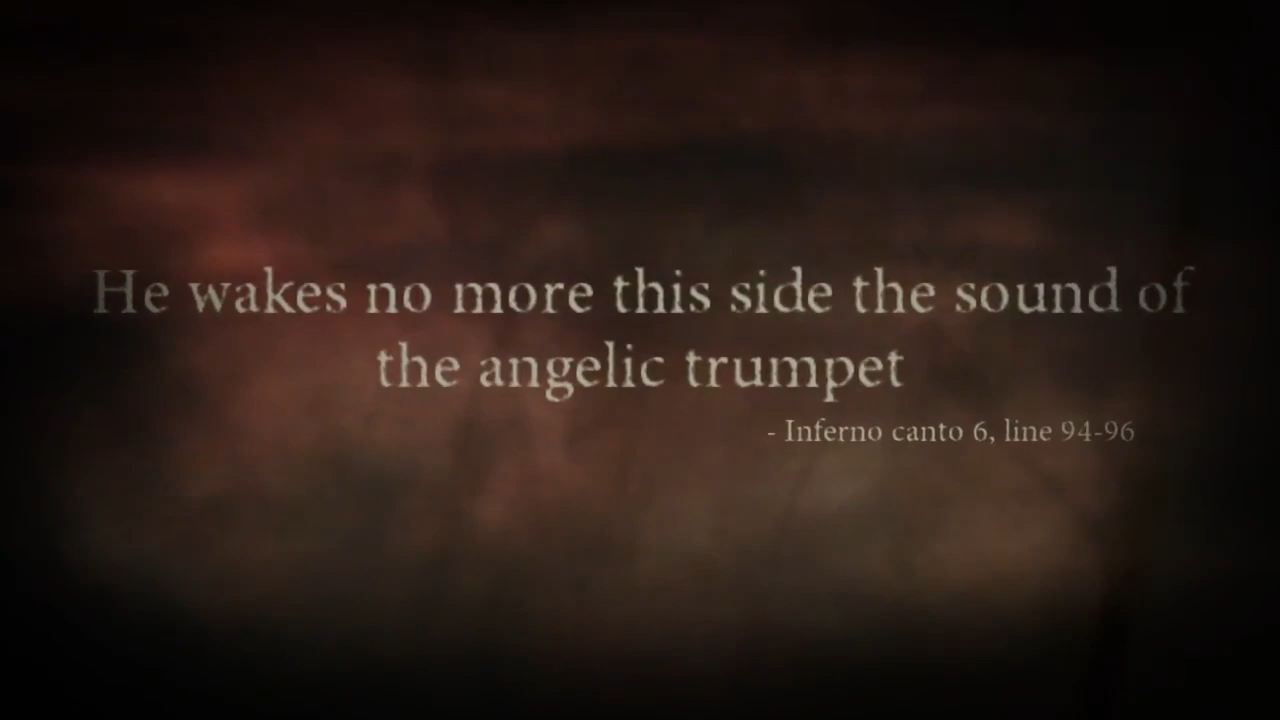 He wakes no more this side the sound of
the angelic trumpet
- Inferno canto 6, line 94-96